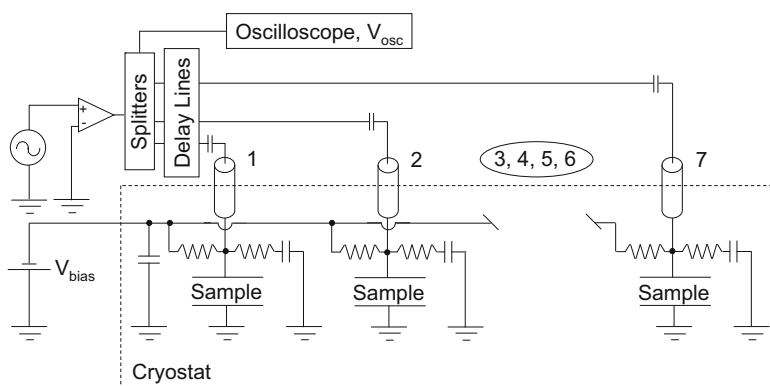 Oscilloscope, V_osc
Splitters
Delay Lines
1
2
3, 4, 5, 6
7
+
-
V_bias
Sample
Sample
Sample
Cryostat